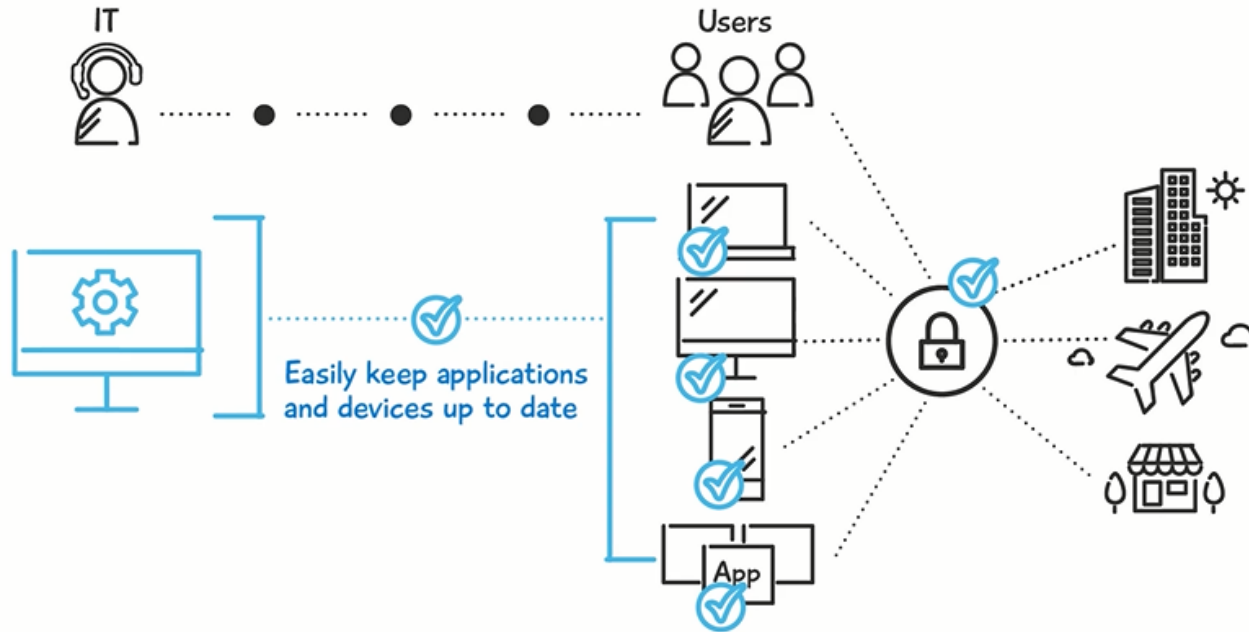 IT
Users
Easily keep applications
and devices up to date
App